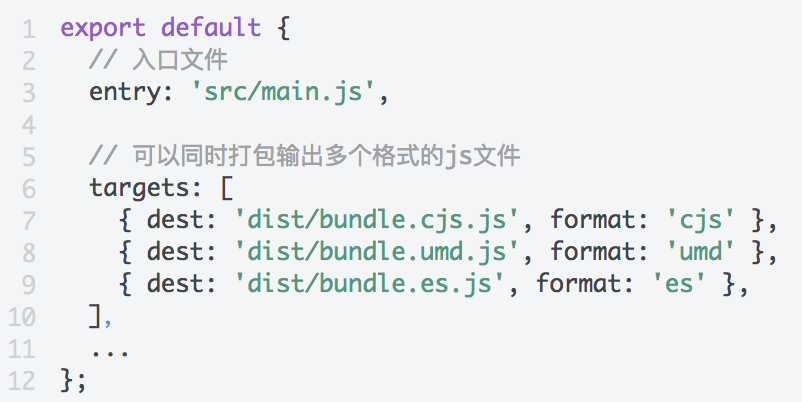 1 export default {
2   // 入口文件
3   entry: 'src/main.js',
4
5   // 可以同时打包输出多个格式的js文件
6   targets: [
7     { dest: 'dist/bundle.cjs.js', format: 'cjs' },
8     { dest: 'dist/bundle.umd.js', format: 'umd' },
9     { dest: 'dist/bundle.es.js', format: 'es' },
10   ],
11   ...
12 };